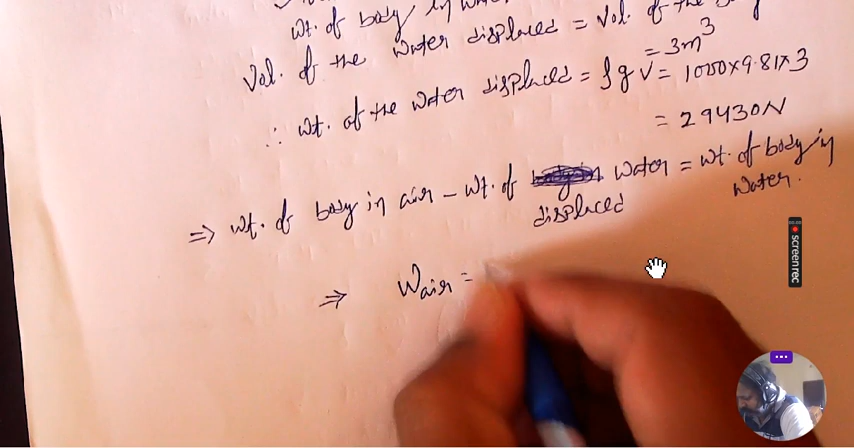 wt. of body in
Vol. of the water displaced = Vol. of the
= 3m³
∴ wt. of the water displaced = ρgV = 1000×9.81×3
= 29430N
⇒ wt. of body in air − wt. of water displaced = wt. of body in water.
⇒ Wair =
screenrec